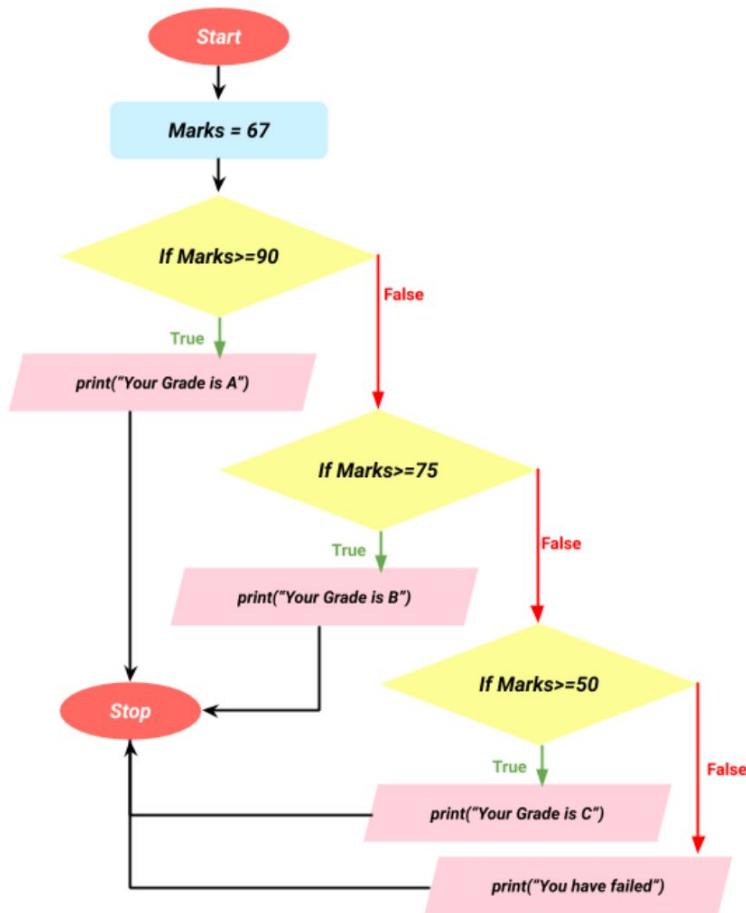 Start
Marks = 67
If Marks>=90
False
True
print("Your Grade is A")
If Marks>=75
True
False
print("Your Grade is B")
If Marks>=50
Stop
True
False
print("Your Grade is C")
print("You have failed")